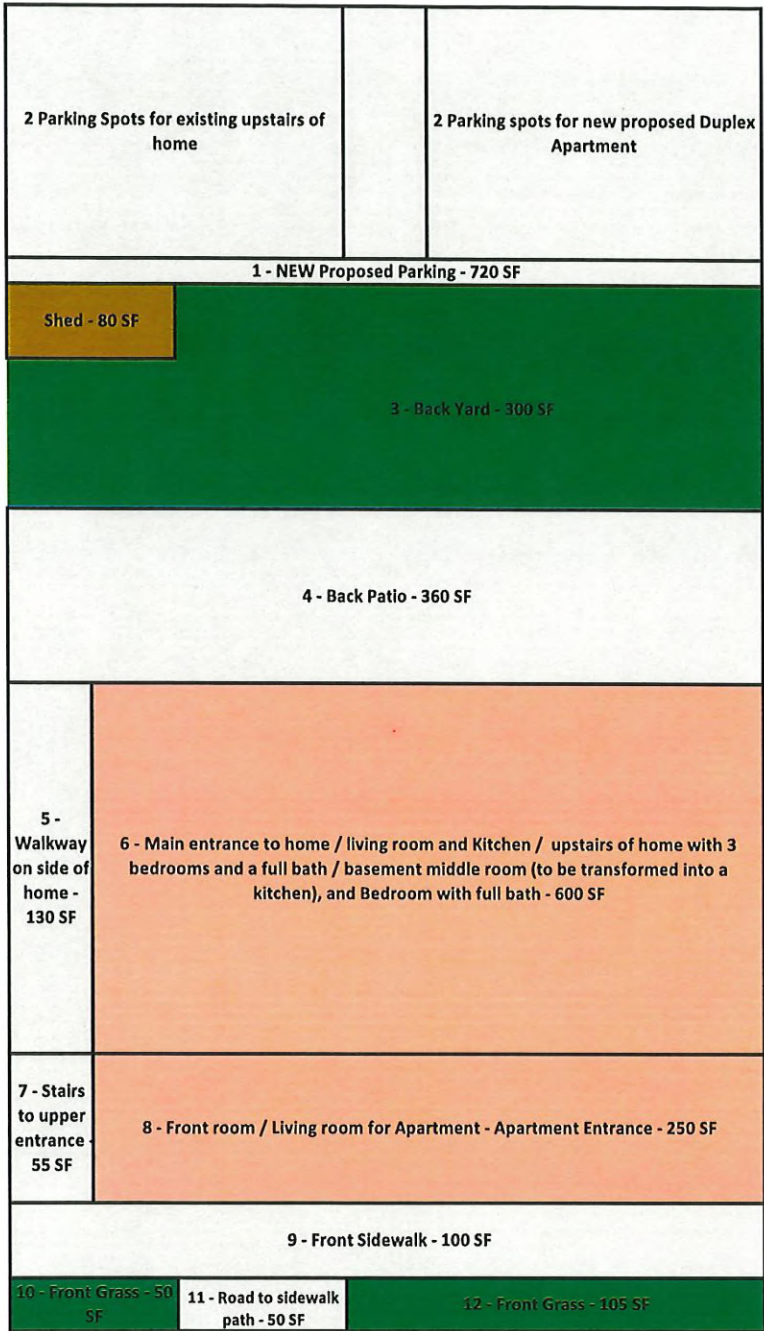 2 Parking Spots for existing upstairs of
home
2 Parking spots for new proposed Duplex
Apartment
1 - NEW Proposed Parking - 720 SF
Shed - 80 SF
3 - Back Yard - 300 SF
4 - Back Patio - 360 SF
5 -
Walkway
on side of
home -
130 SF
6 - Main entrance to home / living room and Kitchen / upstairs of home with 3
bedrooms and a full bath / basement middle room (to be transformed into a
kitchen), and Bedroom with full bath - 600 SF
7 - Stairs
to upper
entrance -
55 SF
8 - Front room / Living room for Apartment - Apartment Entrance - 250 SF
9 - Front Sidewalk - 100 SF
10 - Front Grass - 50
SF
11 - Road to sidewalk
path - 50 SF
12 - Front Grass - 105 SF